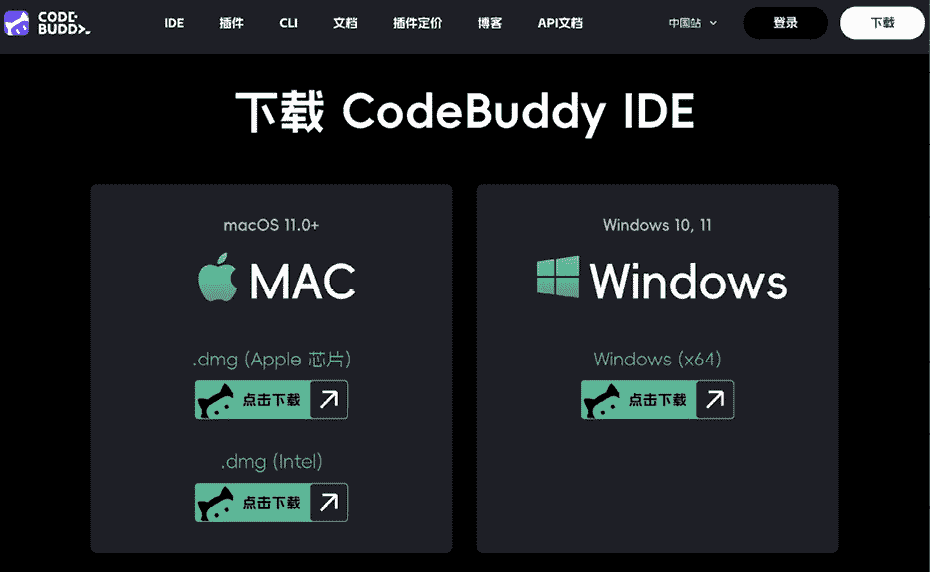 CODE BUDDY
IDE 插件 CLI 文档 插件定价 博客 API文档 中国站 登录 下载
下载 CodeBuddy IDE
macOS 11.0+
MAC
.dmg (Apple 芯片)
点击下载
.dmg (Intel)
点击下载
Windows 10, 11
Windows
Windows (x64)
点击下载